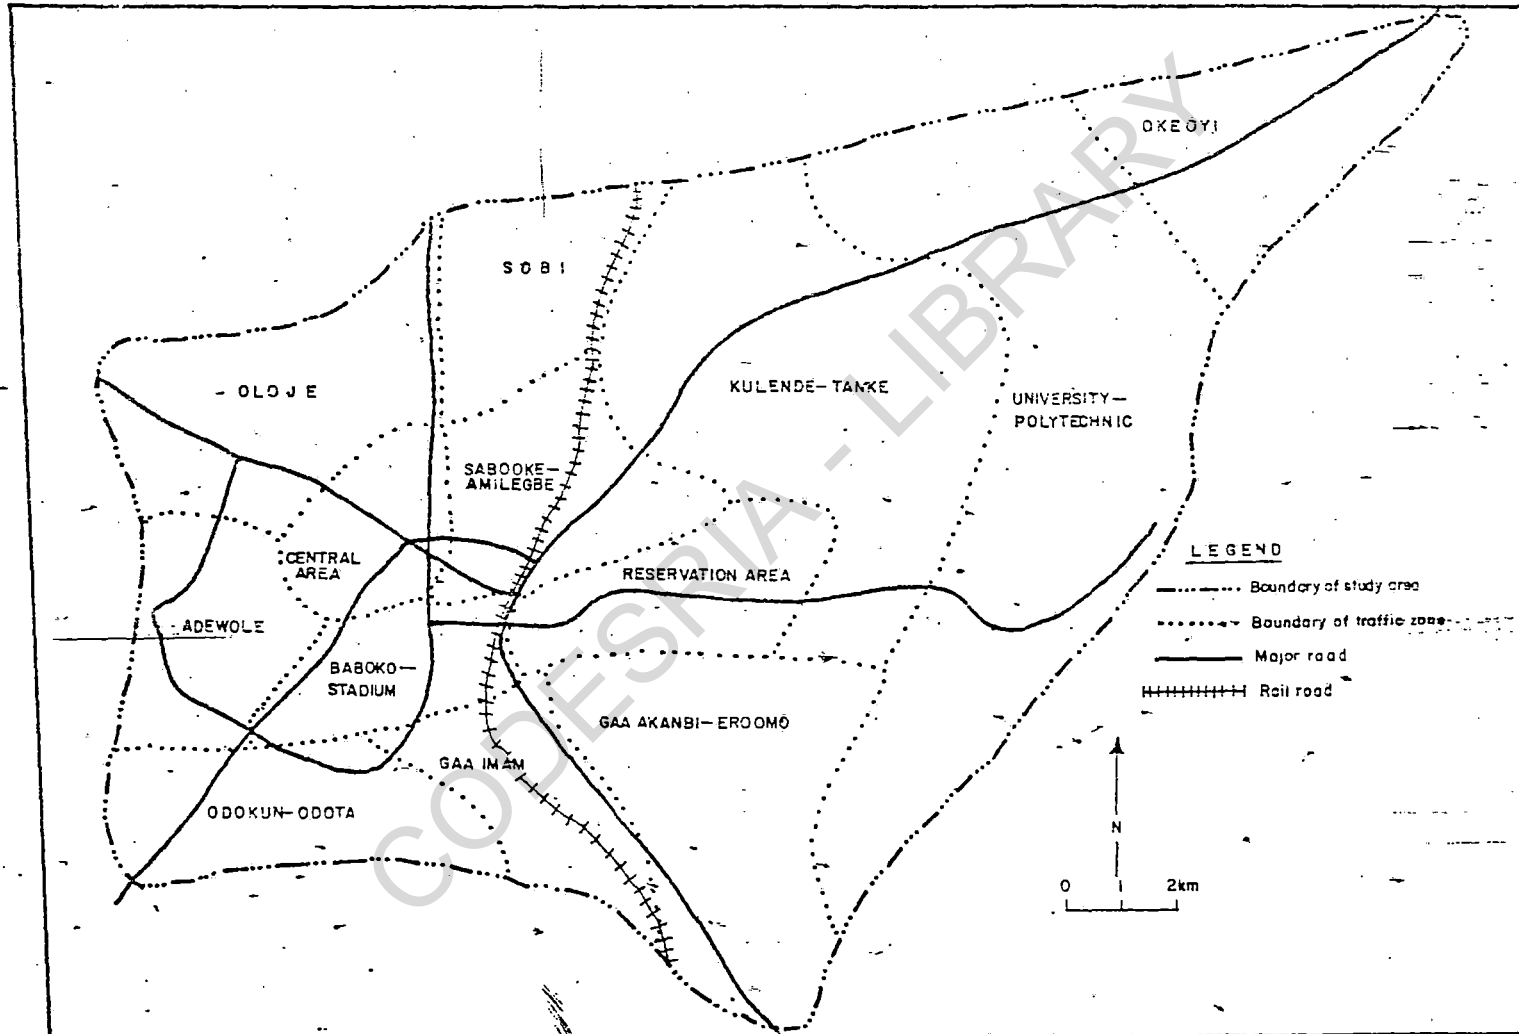 OKEOYI
SOBI
OLOJE
KULENDE-TANKE
UNIVERSITY-
POLYTECHNIC
SABOOKE-
AMILEGBE
CENTRAL
AREA
RESERVATION AREA
ADEWOLE
BABOKO-
STADIUM
GAA AKANBI-EROOMO
GAA IMAM
ODOKUN-ODOTA
LEGEND
Boundary of study area
Boundary of traffic zone
Major road
Rail road
N
0 1 2km
CODESRIA - LIBRARY